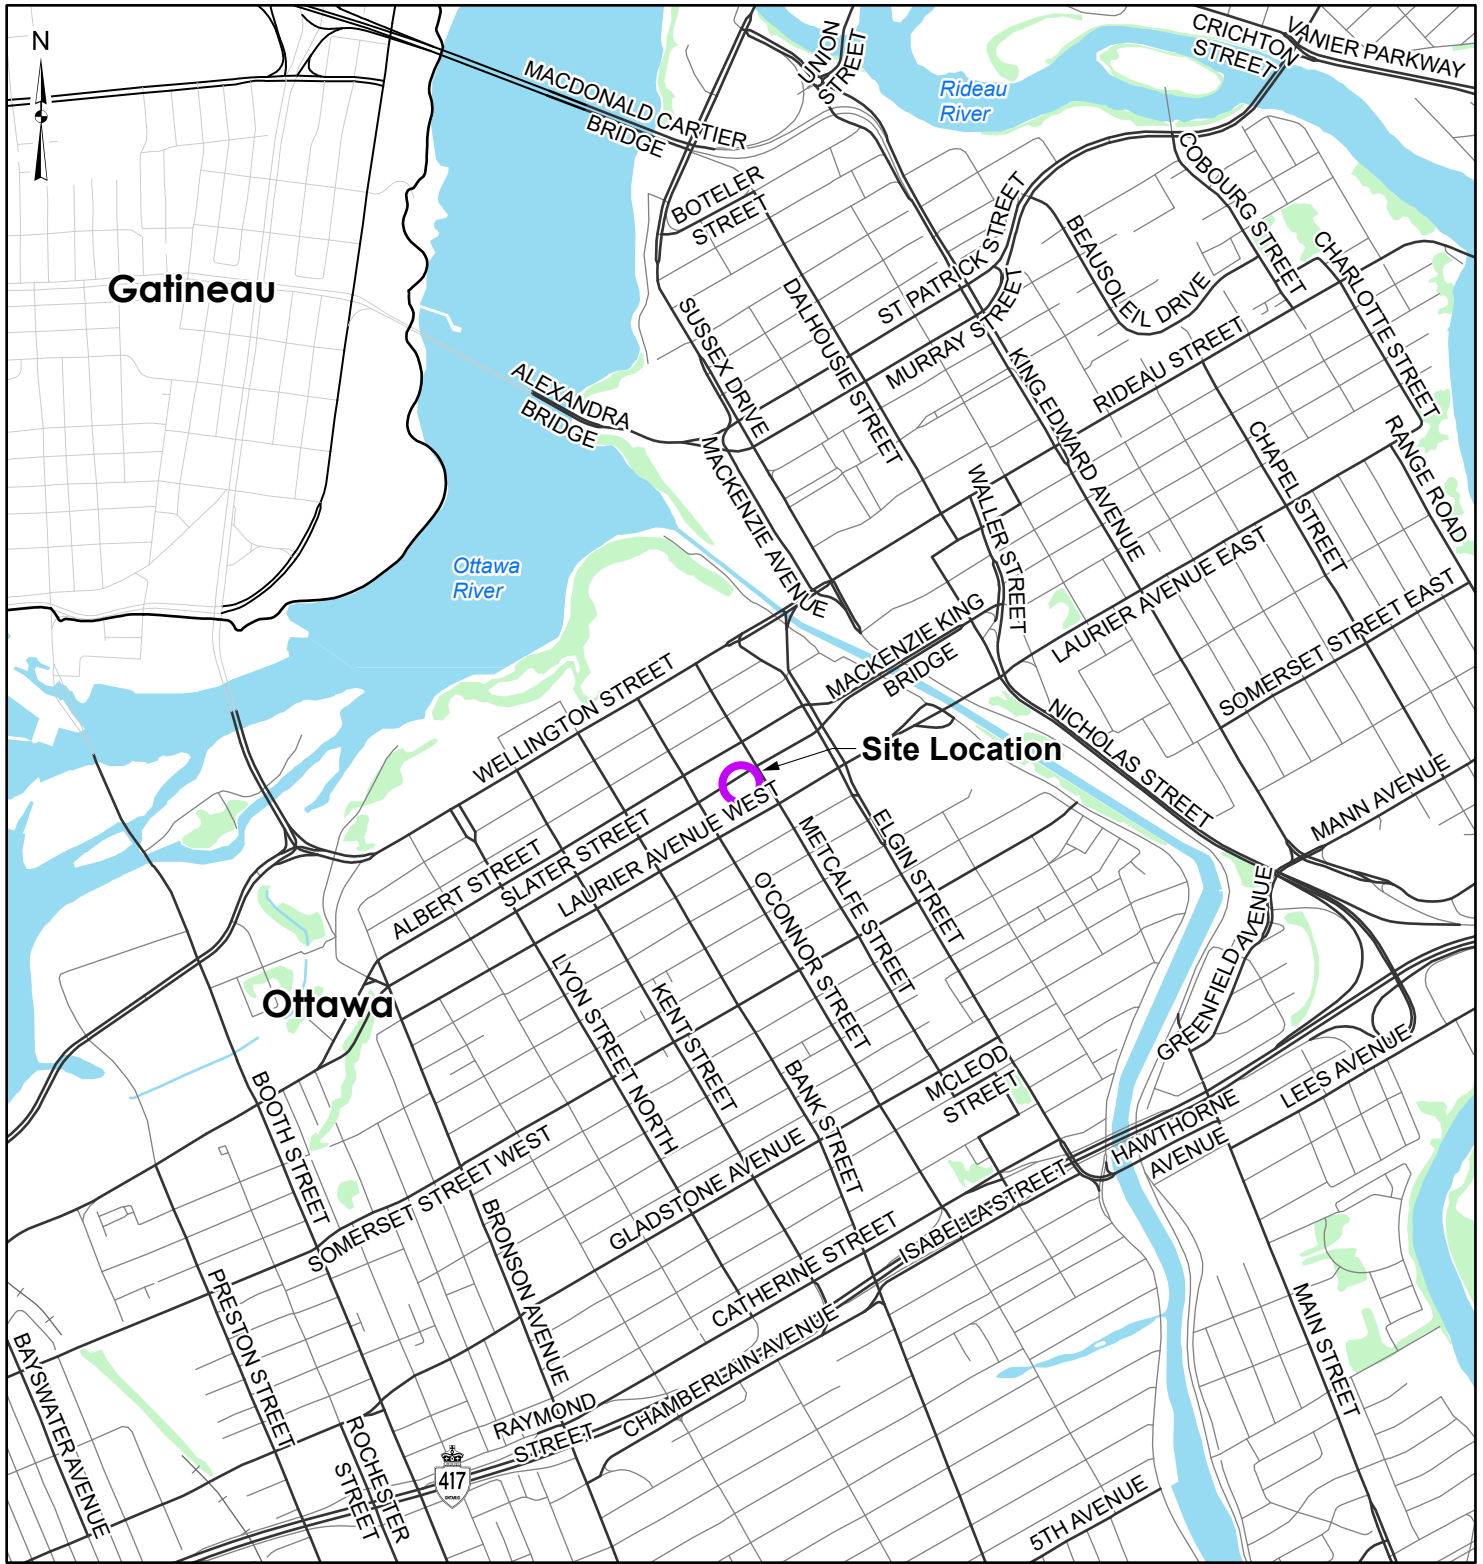 N
UNION
STREET
CRICHTON
STREET
VANIER PARKWAY
MACDONALD CARTIER
BRIDGE
Rideau
River
BOTELER
STREET
COBOURG STREET
ST PATRICK STREET
BEAUSOLEIL DRIVE
CHARLOTTE STREET
Gatineau
SUSSEX DRIVE
DALHOUSIE STREET
MURRAY STREET
KING EDWARD AVENUE
RIDEAU STREET
ALEXANDRA
BRIDGE
MACKENZIE AVENUE
WALLER STREET
CHAPEL STREET
RANGE ROAD
Ottawa
River
LAURIER AVENUE EAST
SOMERSET STREET EAST
MACKENZIE KING
BRIDGE
WELLINGTON STREET
NICHOLAS STREET
Site Location
MANN AVENUE
ALBERT STREET
SLATER STREET
LAURIER AVENUE WEST
METCALFE STREET
ELGIN STREET
O'CONNOR STREET
GREENFIELD AVENUE
Ottawa
LYON STREET NORTH
KENT STREET
BANK STREET
MCLEOD
STREET
BOOTH STREET
SOMERSET STREET WEST
GLADSTONE AVENUE
HAWTHORNE
AVENUE
LEES AVENUE
BRONSON AVENUE
CATHERINE STREET
ISABELLA STREET
PRESTON STREET
CHAMBERLAIN AVENUE
MAIN STREET
BAYSWATER AVENUE
ROCHESTER
STREET
RAYMOND
STREET
417
ONTARIO
5TH AVENUE